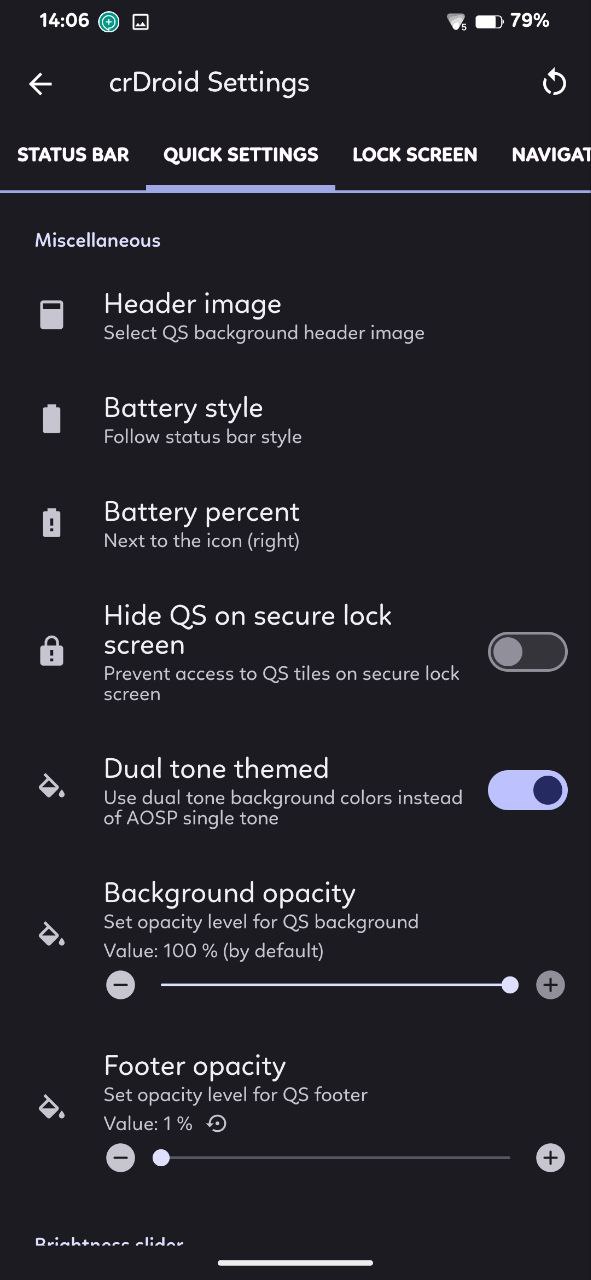 14:06
5 79%
crDroid Settings
STATUS BAR QUICK SETTINGS LOCK SCREEN NAVIGAT
Miscellaneous
Header image
Select QS background header image
Battery style
Follow status bar style
Battery percent
Next to the icon (right)
Hide QS on secure lock
screen
Prevent access to QS tiles on secure lock
screen
Dual tone themed
Use dual tone background colors instead
of AOSP single tone
Background opacity
Set opacity level for QS background
Value: 100 % (by default)
Footer opacity
Set opacity level for QS footer
Value: 1 %
Brightness slider